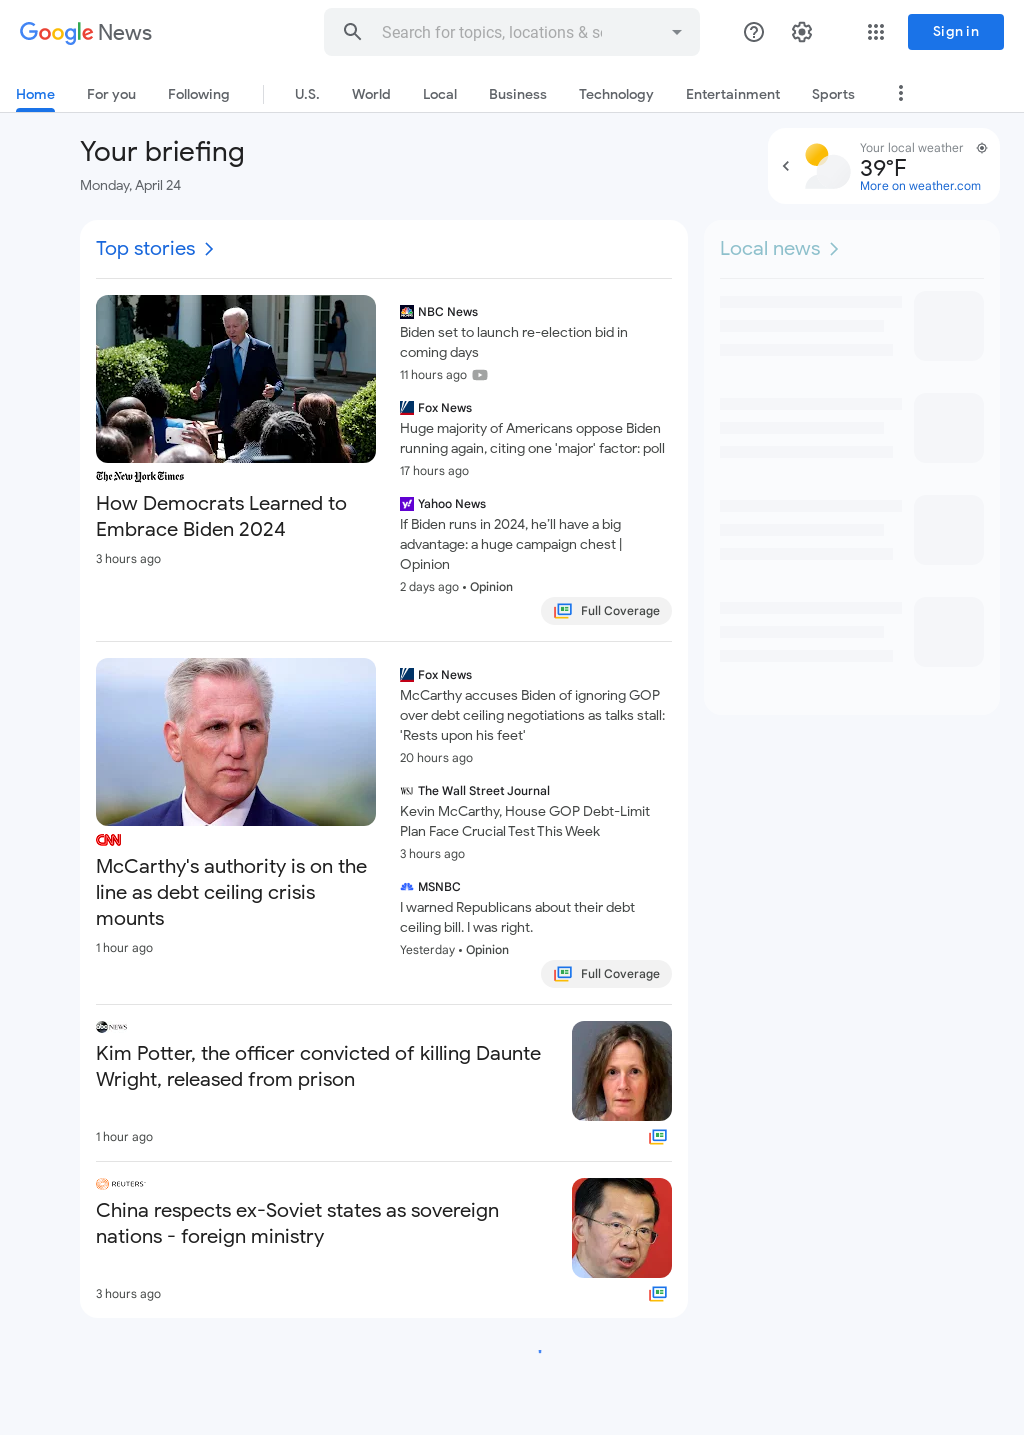 Google News
Search for topics, locations & so
Sign in
Home
For you
Following
U.S.
World
Local
Business
Technology
Entertainment
Sports
Your briefing
Monday, April 24
Your local weather
39°F
More on weather.com
Top stories
The New York Times
How Democrats Learned to
Embrace Biden 2024
3 hours ago
NBC News
Biden set to launch re-election bid in
coming days
11 hours ago
Fox News
Huge majority of Americans oppose Biden
running again, citing one 'major' factor: poll
17 hours ago
Yahoo News
If Biden runs in 2024, he'll have a big
advantage: a huge campaign chest |
Opinion
2 days ago • Opinion
Full Coverage
CNN
McCarthy's authority is on the
line as debt ceiling crisis
mounts
1 hour ago
Fox News
McCarthy accuses Biden of ignoring GOP
over debt ceiling negotiations as talks stall:
'Rests upon his feet'
20 hours ago
WSJ The Wall Street Journal
Kevin McCarthy, House GOP Debt-Limit
Plan Face Crucial Test This Week
3 hours ago
MSNBC
I warned Republicans about their debt
ceiling bill. I was right.
Yesterday • Opinion
Full Coverage
abc NEWS
Kim Potter, the officer convicted of killing Daunte
Wright, released from prison
1 hour ago
REUTERS
China respects ex-Soviet states as sovereign
nations - foreign ministry
3 hours ago
Local news